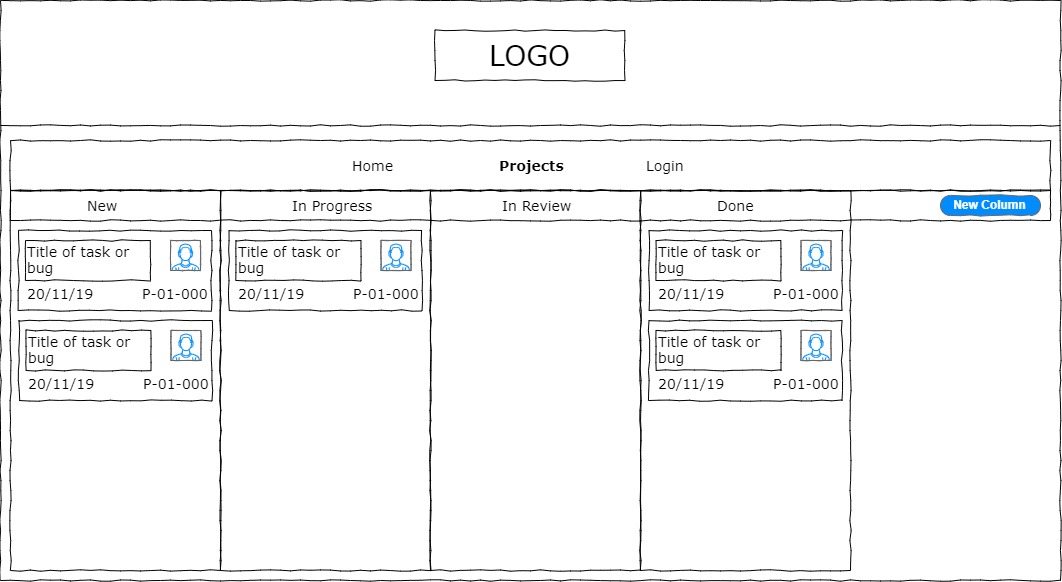 LOGO
Home
Projects
Login
New
In Progress
In Review
Done
New Column
Title of task or
bug
20/11/19
P-01-000
Title of task or
bug
20/11/19
P-01-000
Title of task or
bug
20/11/19
P-01-000
Title of task or
bug
20/11/19
P-01-000
Title of task or
bug
20/11/19
P-01-000